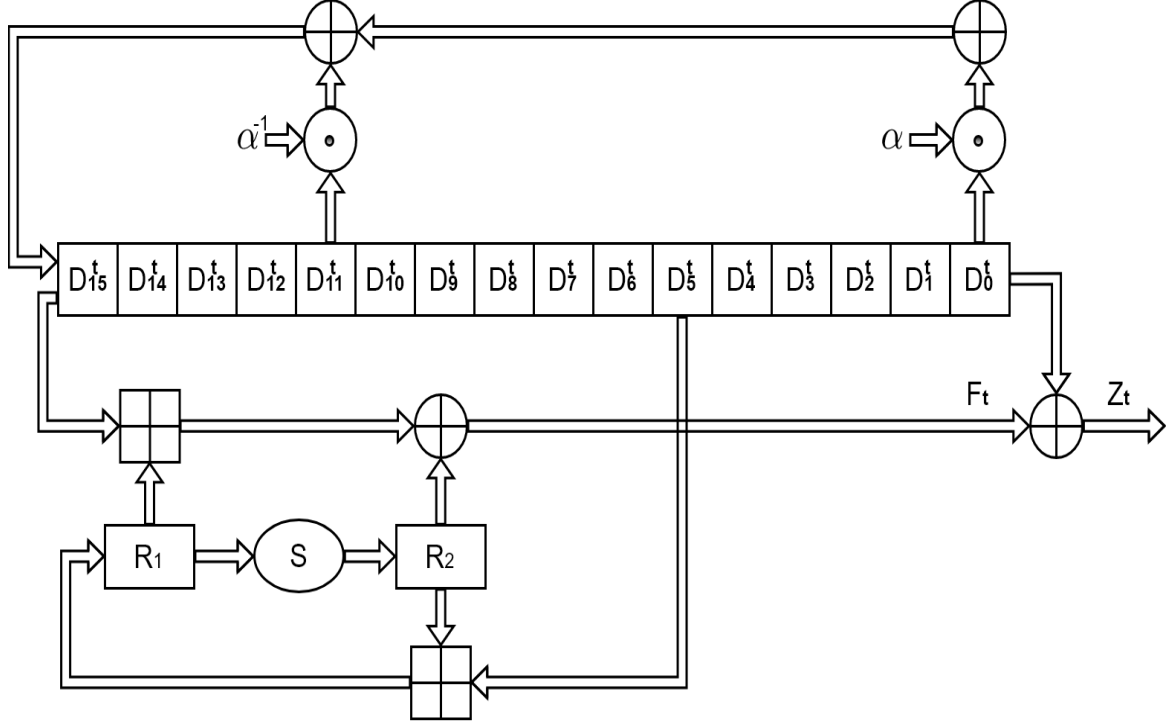 α⁻¹ α
D₁₅ᵗ D₁₄ᵗ D₁₃ᵗ D₁₂ᵗ D₁₁ᵗ D₁₀ᵗ D₉ᵗ D₈ᵗ D₇ᵗ D₆ᵗ D₅ᵗ D₄ᵗ D₃ᵗ D₂ᵗ D₁ᵗ D₀ᵗ
Fₜ Zₜ
R₁ S R₂